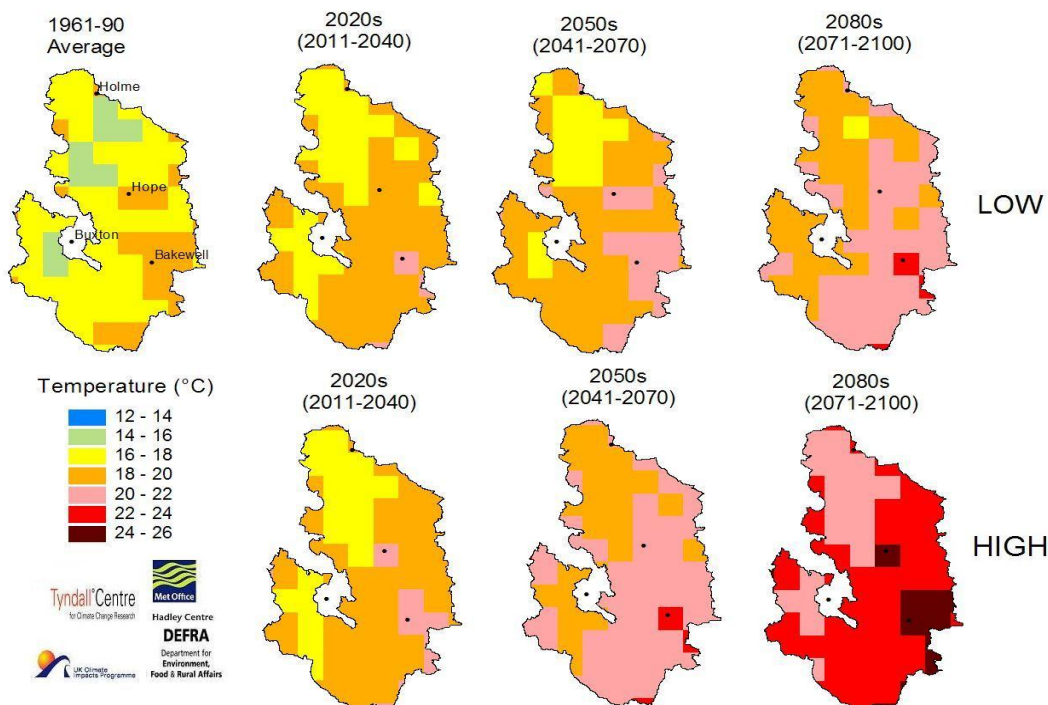 1961-90
Average
2020s
(2011-2040)
2050s
(2041-2070)
2080s
(2071-2100)
Holme
Hope
Buxton
Bakewell
LOW
Temperature (°C)
12 - 14
14 - 16
16 - 18
18 - 20
20 - 22
22 - 24
24 - 26
2020s
(2011-2040)
2050s
(2041-2070)
2080s
(2071-2100)
HIGH
Tyndall°Centre
for Climate Change Research
Met Office
Hadley Centre
DEFRA
Department for
Environment,
Food & Rural Affairs
UK Climate
Impacts Programme